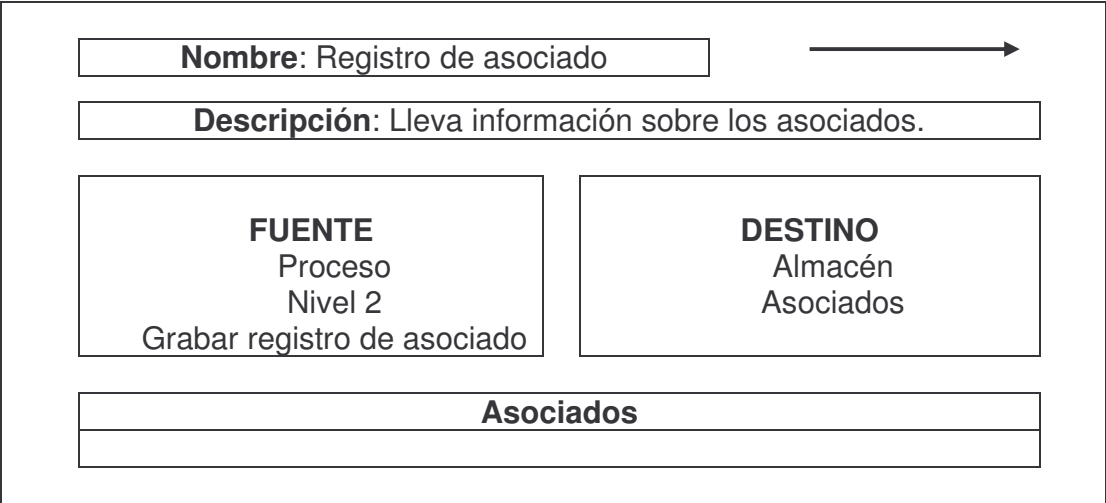 Nombre: Registro de asociado
Descripción: Lleva información sobre los asociados.
FUENTE
Proceso
Nivel 2
Grabar registro de asociado
DESTINO
Almacén
Asociados
Asociados